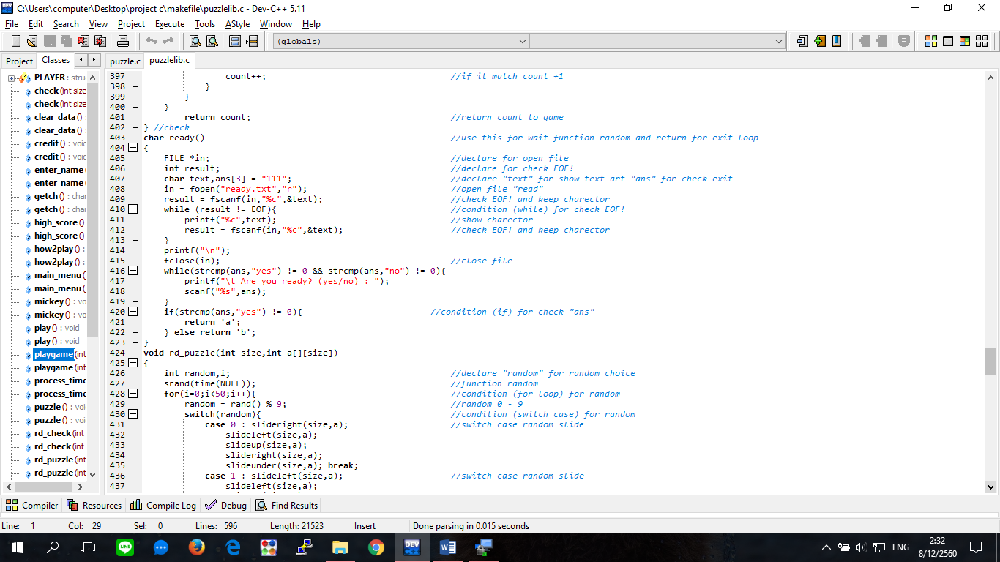 C:\Users\computer\Desktop\project c\makefile\puzzlelib.c - Dev-C++ 5.11
File Edit Search View Project Execute Tools AStyle Window Help
(globals)
Project Classes
puzzle.c puzzlelib.c
PLAYER : struc
check (int size
check (int size
clear_data () :
clear_data () :
credit () : voic
credit () : voic
enter_name (
enter_name (
getch () : char
getch () : char
high_score ()
high_score ()
how2play () :
how2play () :
main_menu (
main_menu (
mickey () : vo
mickey () : vo
play () : void
play () : void
playgame (int
playgame (int
process_time
process_time
puzzle () : voi
puzzle () : voi
rd_check (int
rd_check (int
rd_puzzle (int
rd_puzzle (int
397 count++; //if it match count +1
398 }
399 }
400 }
401 return count; //return count to game
402 } //check
403 char ready() //use this for wait function random and return for exit loop
404 {
405 FILE *in; //declare for open file
406 int result; //declare for check EOF!
407 char text,ans[3] = "111"; //declare "text" for show text art "ans" for check exit
408 in = fopen("ready.txt","r"); //open file "read"
409 result = fscanf(in,"%c",&text); //check EOF! and keep charector
410 while (result != EOF){ //condition (while) for check EOF!
411 printf("%c",text); //show charector
412 result = fscanf(in,"%c",&text); //check EOF! and keep charector
413 }
414 printf("\n");
415 fclose(in); //close file
416 while(strcmp(ans,"yes") != 0 && strcmp(ans,"no") != 0){
417 printf("\t Are you ready? (yes/no) : ");
418 scanf("%s",ans);
419 }
420 if(strcmp(ans,"yes") != 0){ //condition (if) for check "ans"
421 return 'a';
422 } else return 'b';
423 }
424 void rd_puzzle(int size,int a[][size])
425 {
426 int random,i; //declare "random" for random choice
427 srand(time(NULL)); //function random
428 for(i=0;i<50;i++){ //condition (for loop) for random
429 random = rand() % 9; //random 0 - 9
430 switch(random){ //condition (switch case) for random
431 case 0 : slideright(size,a); //switch case random slide
432 slideleft(size,a);
433 slideup(size,a);
434 slideright(size,a);
435 slideunder(size,a); break;
436 case 1 : slideleft(size,a); //switch case random slide
437 slideleft(size,a);
Compiler Resources Compile Log Debug Find Results
Line: 1 Col: 29 Sel: 0 Lines: 596 Length: 21523 Insert Done parsing in 0.015 seconds
LINE
DEV
ENG
2:32
8/12/2560